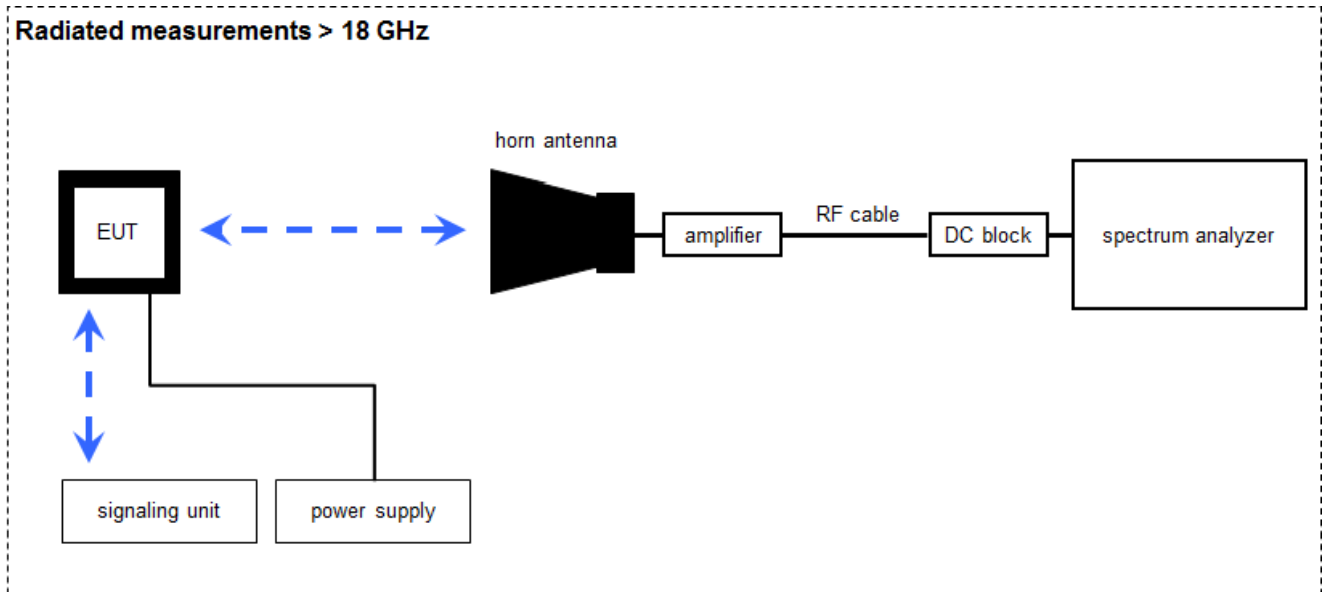 Radiated measurements > 18 GHz
horn antenna
EUT
amplifier
RF cable
DC block
spectrum analyzer
signaling unit
power supply